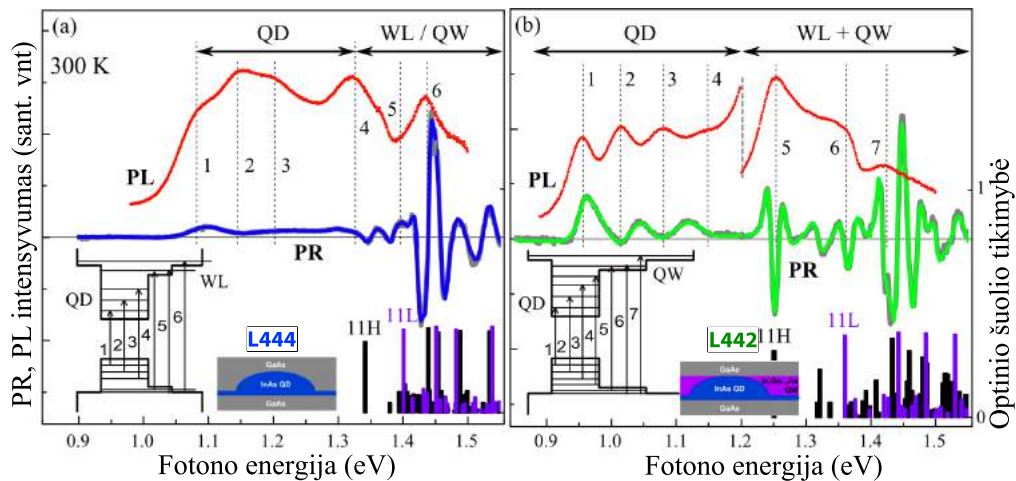 PR, PL intensyvumas (sant. vnt)
(a)
300 K
QD
WL / QW
1
2
3
4
5
6
PL
PR
QD
WL
1
2
3
4
5
6
L444
GaAs
InAs QD
GaAs
11H
11L
0.9 1.0 1.1 1.2 1.3 1.4 1.5
Fotono energija (eV)
(b)
QD
WL + QW
1
2
3
4
5
6
7
PL
PR
QD
QW
1
2
3
4
5
6
7
L442
GaAs
InAs QD
QW
GaAs
11H
11L
0.9 1.0 1.1 1.2 1.3 1.4 1.5
Fotono energija (eV)
1
0
Optinio šuolio tikimybė